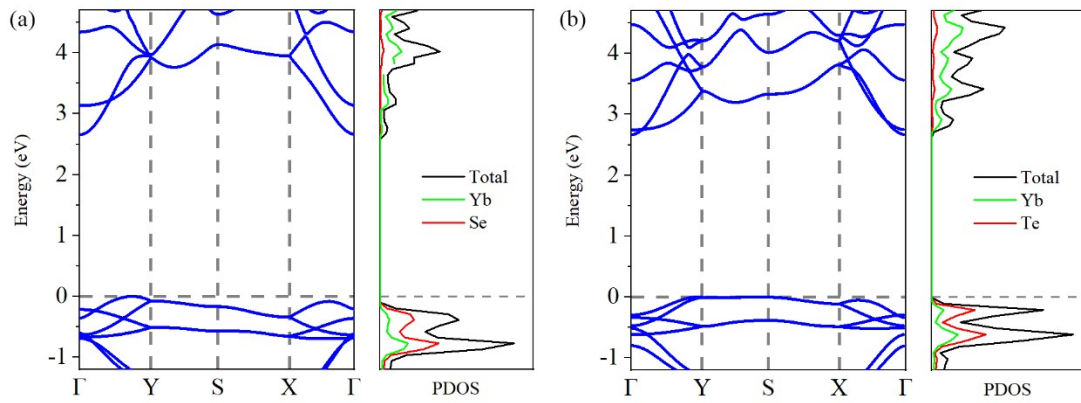 (a)
Energy (eV)
4
3
2
1
0
-1
Γ
Y
S
X
Γ
Total
Yb
Se
PDOS
(b)
Energy (eV)
4
3
2
1
0
-1
Γ
Y
S
X
Γ
Total
Yb
Te
PDOS